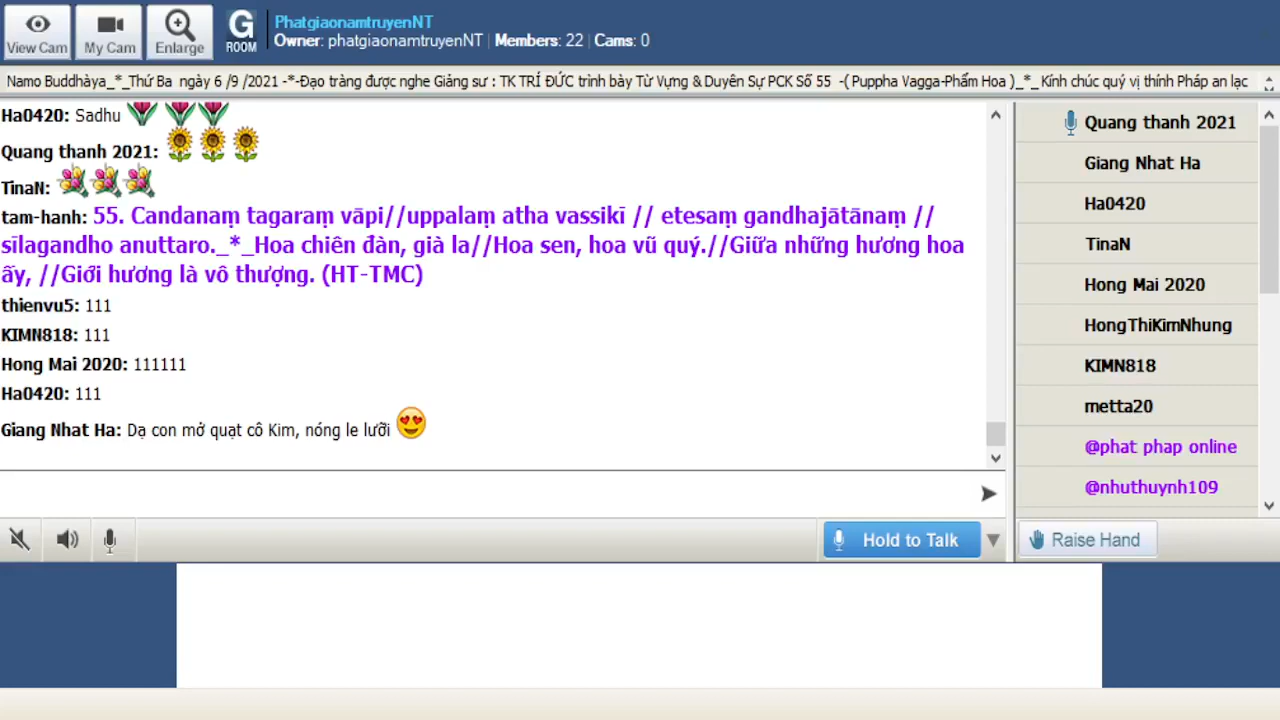 View Cam
My Cam
Enlarge
G
ROOM
PhatgiaonamtruyenNT
Owner: phatgiaonamtruyenNT | Members: 22 | Cams: 0
Namo Buddhàya_*_Thứ Ba ngày 6 /9 /2021 -*-Đạo tràng được nghe Giảng sư : TK TRÍ ĐỨC trình bày Từ Vựng & Duyên Sự PCK Số 55 -( Puppha Vagga-Phẩm Hoa )_*_ Kính chúc quý vị thính Pháp an lạc
Ha0420: Sadhu
Quang thanh 2021:
TinaN:
tam-hanh: 55. Candanaṃ tagaraṃ vāpi//uppalaṃ atha vassikī // etesaṃ gandhajātānaṃ //
sīlagandho anuttaro._*_Hoa chiên đàn, già la//Hoa sen, hoa vũ quý.//Giữa những hương hoa
ấy, //Giới hương là vô thượng. (HT-TMC)
thienvu5: 111
KIMN818: 111
Hong Mai 2020: 111111
Ha0420: 111
Giang Nhat Ha: Dạ con mở quạt cô Kim, nóng le lưỡi
Quang thanh 2021
Giang Nhat Ha
Ha0420
TinaN
Hong Mai 2020
HongThiKimNhung
KIMN818
metta20
@phat phap online
@nhuthuynh109
Hold to Talk
Raise Hand